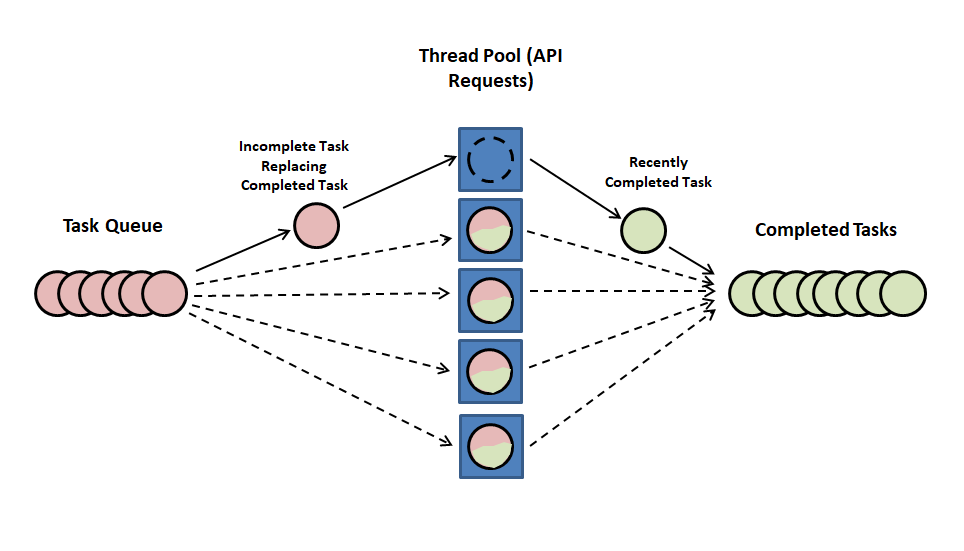 Thread Pool (API
Requests)
Incomplete Task
Replacing
Completed Task
Recently
Completed Task
Task Queue
Completed Tasks